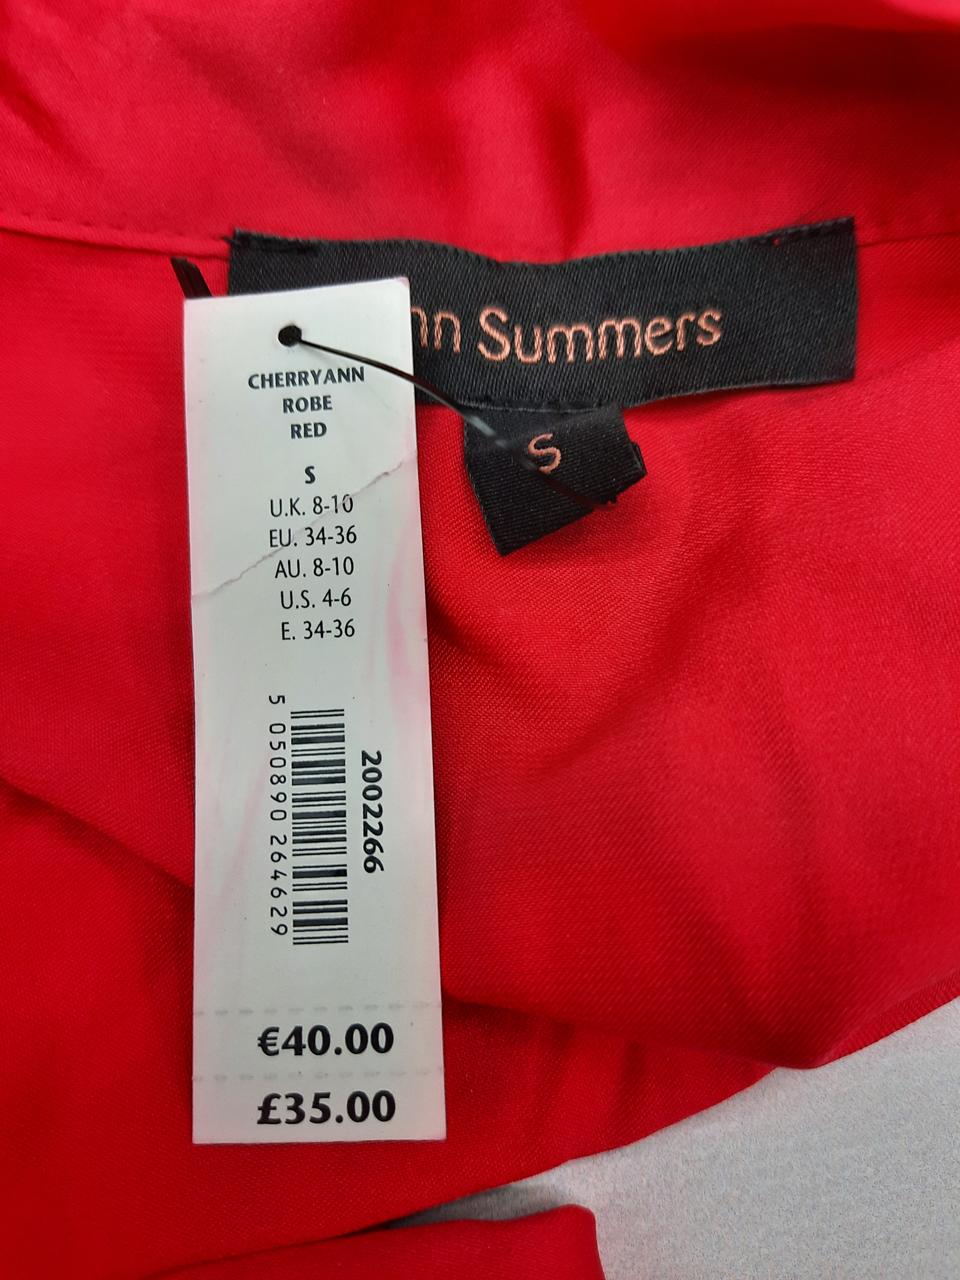 nn Summers
S
CHERRYANN
ROBE
RED
S
U.K. 8-10
EU. 34-36
AU. 8-10
U.S. 4-6
E. 34-36
2002266
5 050890 264629
€40.00
£35.00